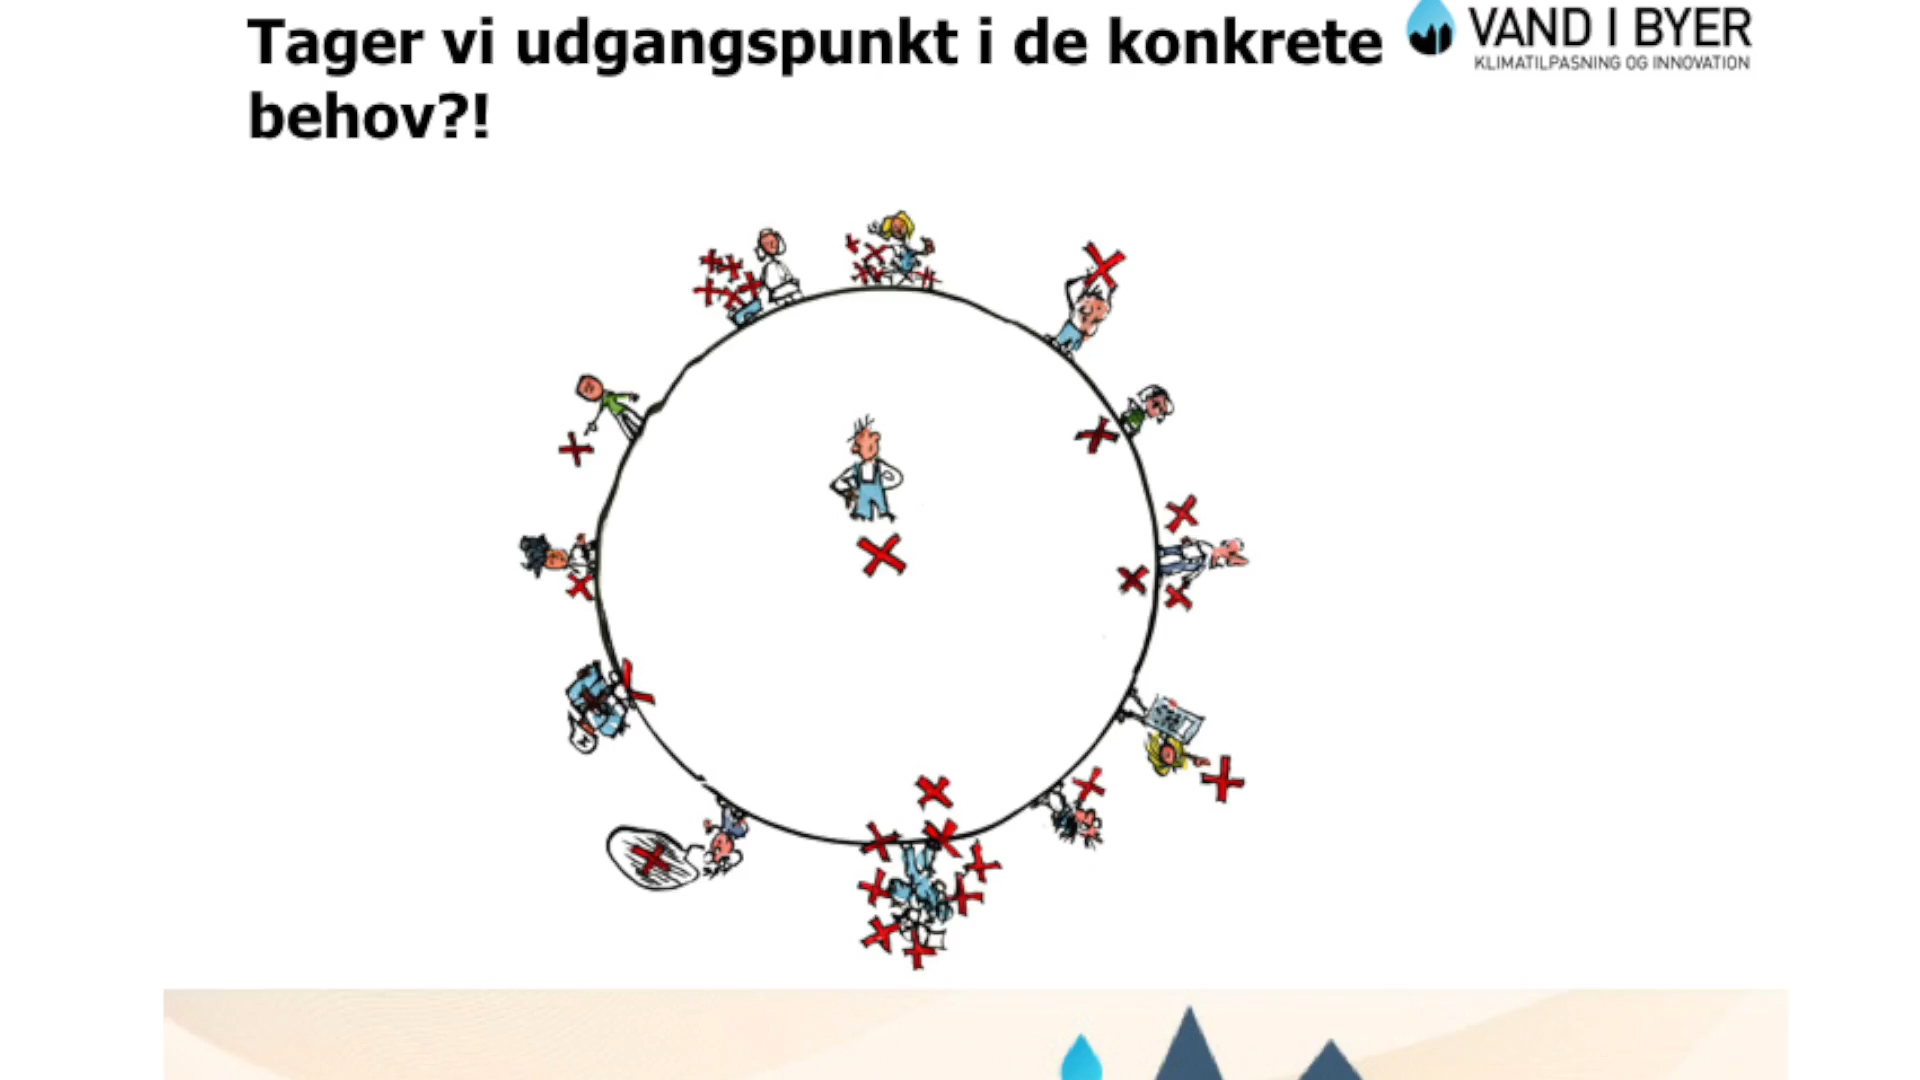 Tager vi udgangspunkt i de konkrete
behov?!
VAND I BYER
KLIMATILPASNING OG INNOVATION